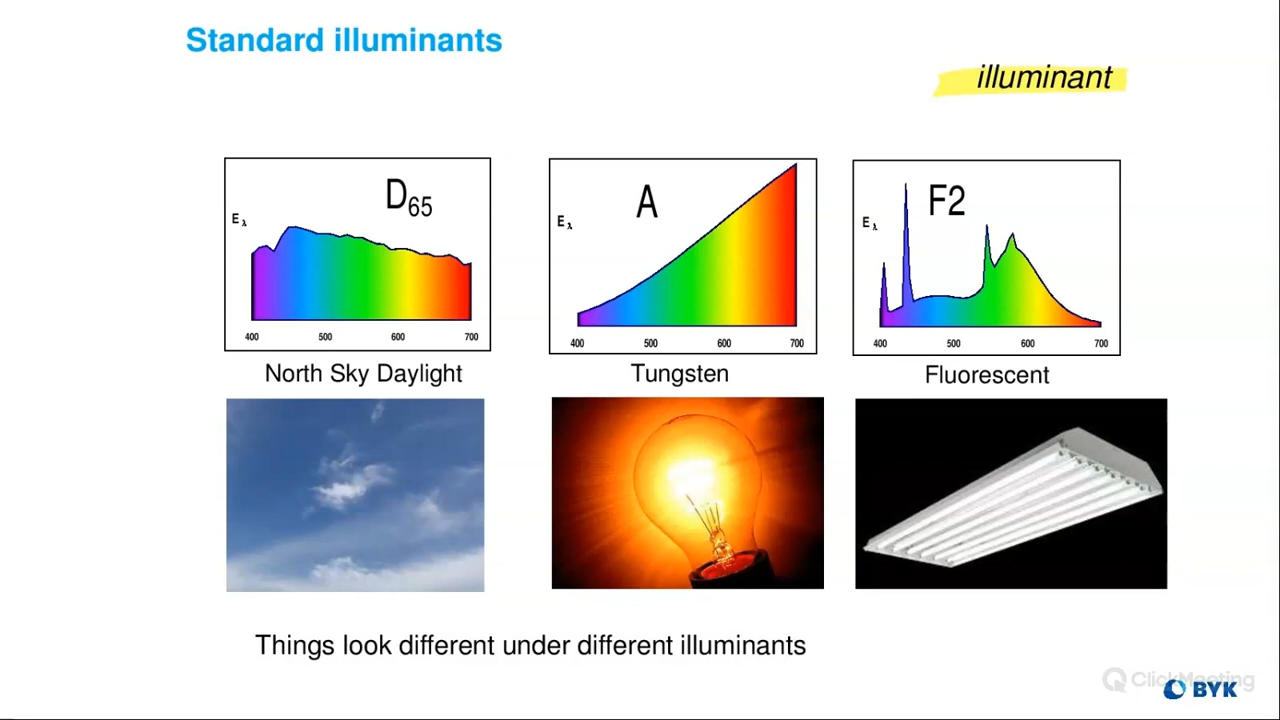 Standard illuminants
illuminant
D65
Eλ
400 500 600 700
North Sky Daylight
A
Eλ
400 500 600 700
Tungsten
F2
Eλ
400 500 600 700
Fluorescent
Things look different under different illuminants
ClickMeeting
BYK